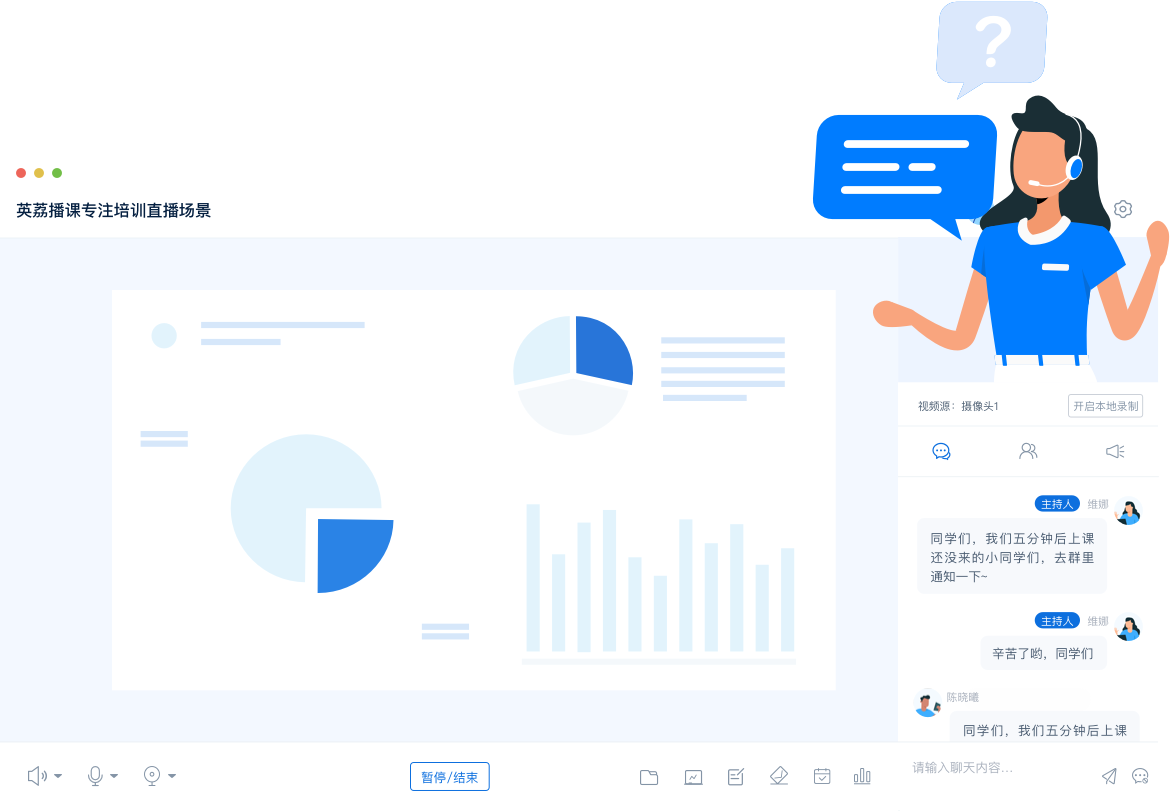 ?
英荔播课专注培训直播场景
视频源：摄像头1
开启本地录制
主持人 维娜
同学们，我们五分钟后上课
还没来的小同学们，去群里
通知一下~
主持人 维娜
辛苦了哟，同学们
陈晓曦
同学们，我们五分钟后上课
暂停/结束
请输入聊天内容...